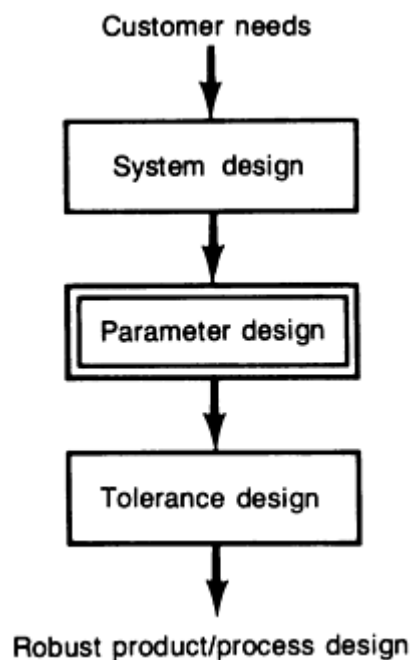 Customer needs
System design
Parameter design
Tolerance design
Robust product/process design